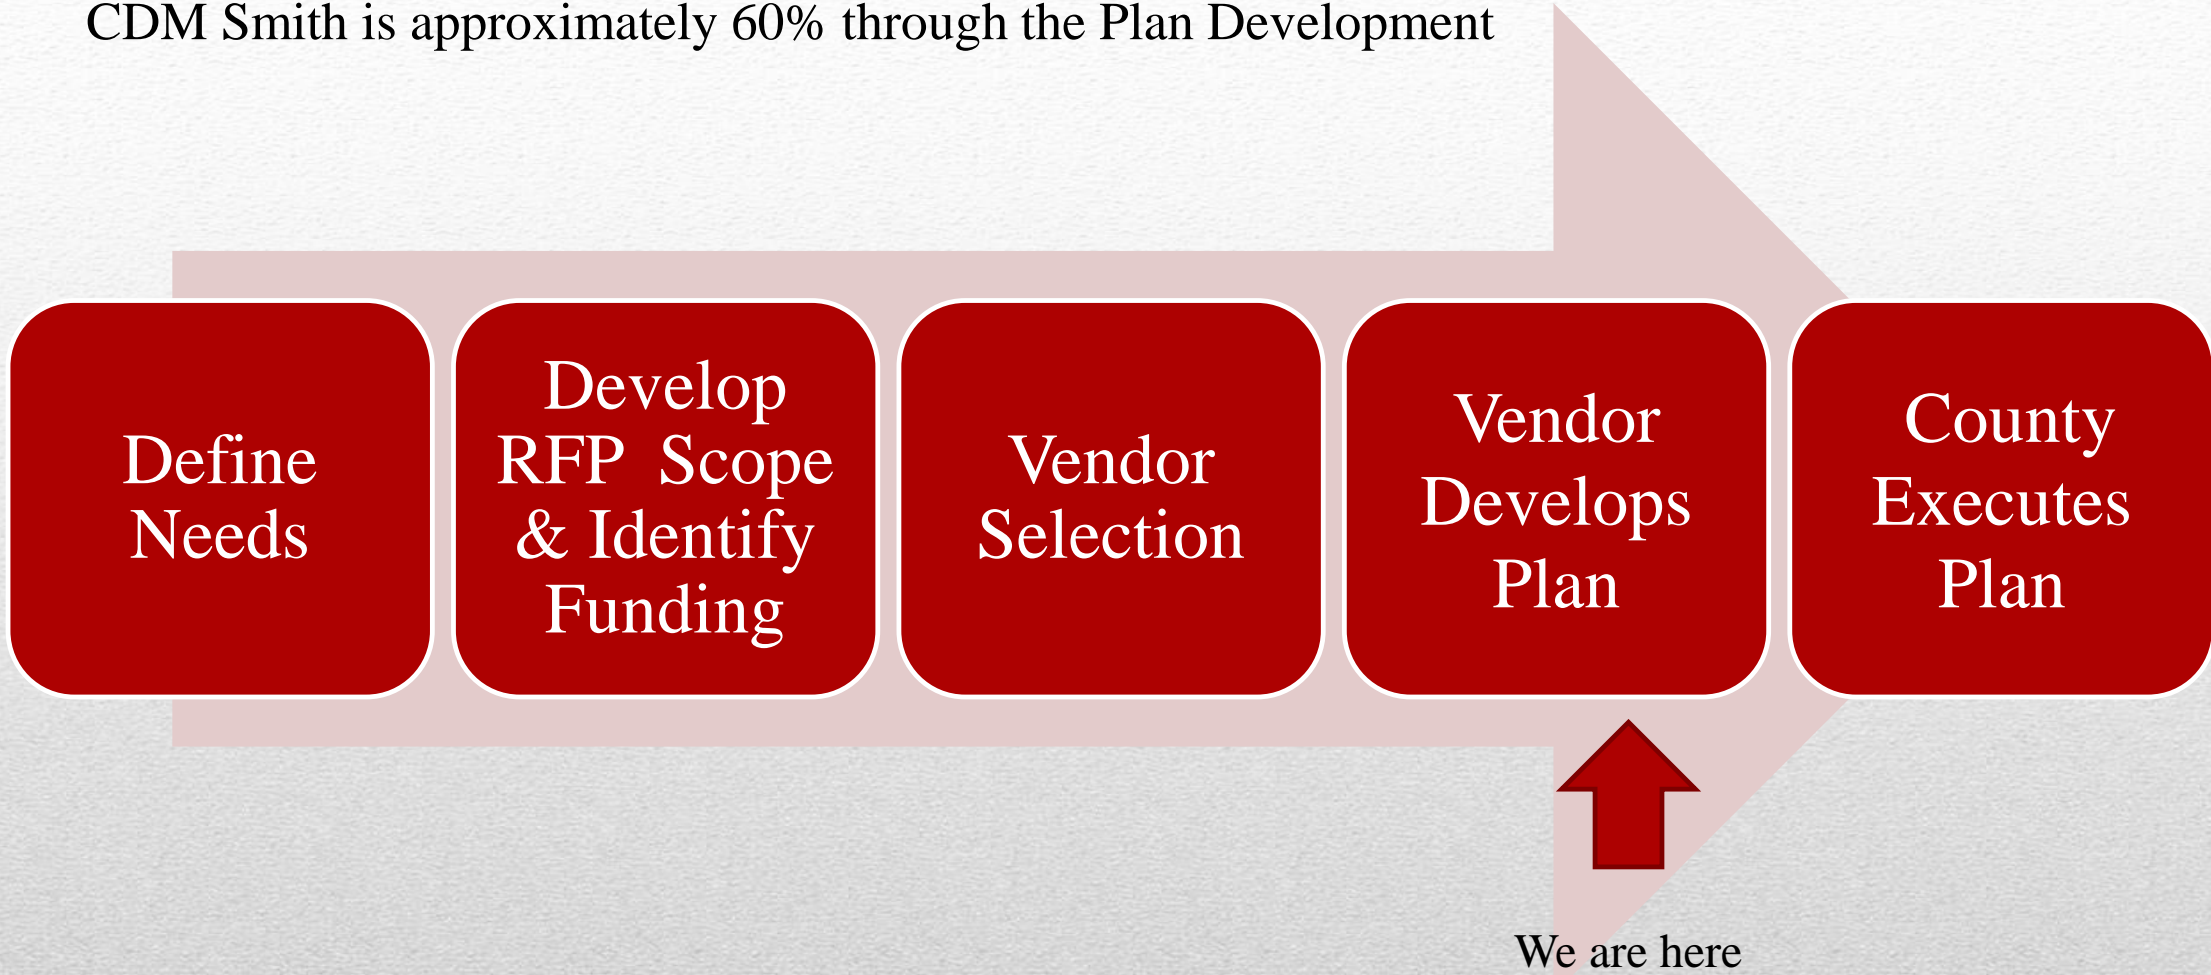 CDM Smith is approximately 60% through the Plan Development
Define
Needs
Develop
RFP  Scope
& Identify
Funding
Vendor
Selection
Vendor
Develops
Plan
County
Executes
Plan
We are here